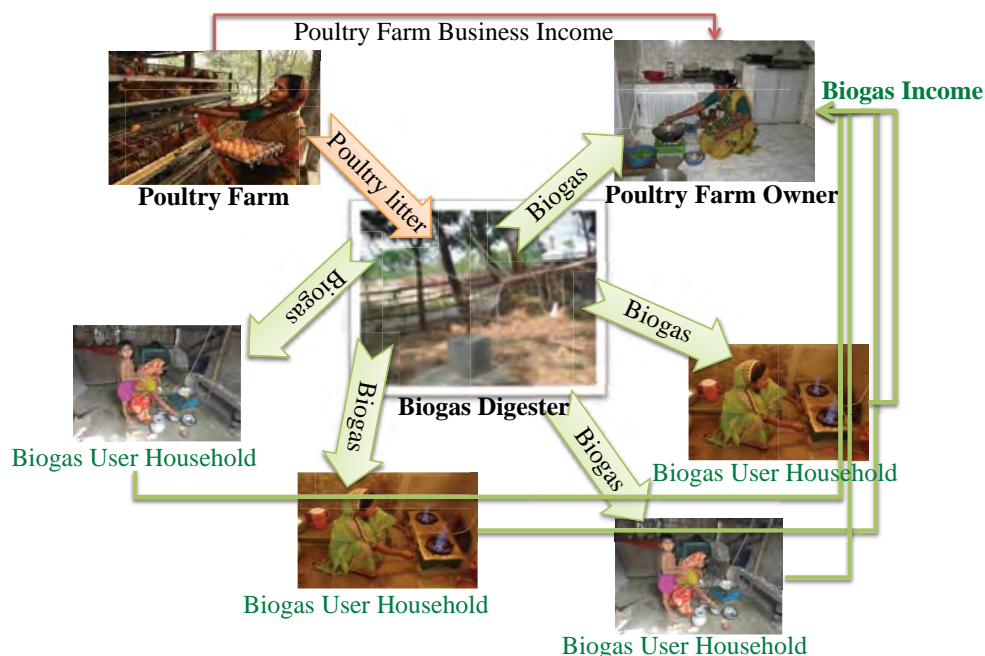 Poultry Farm Business Income
Biogas Income
Poultry Farm
Poultry Farm Owner
Poultry litter
Biogas
Biogas
Biogas
Biogas Digester
Biogas
Biogas
Biogas User Household
Biogas User Household
Biogas User Household
Biogas User Household